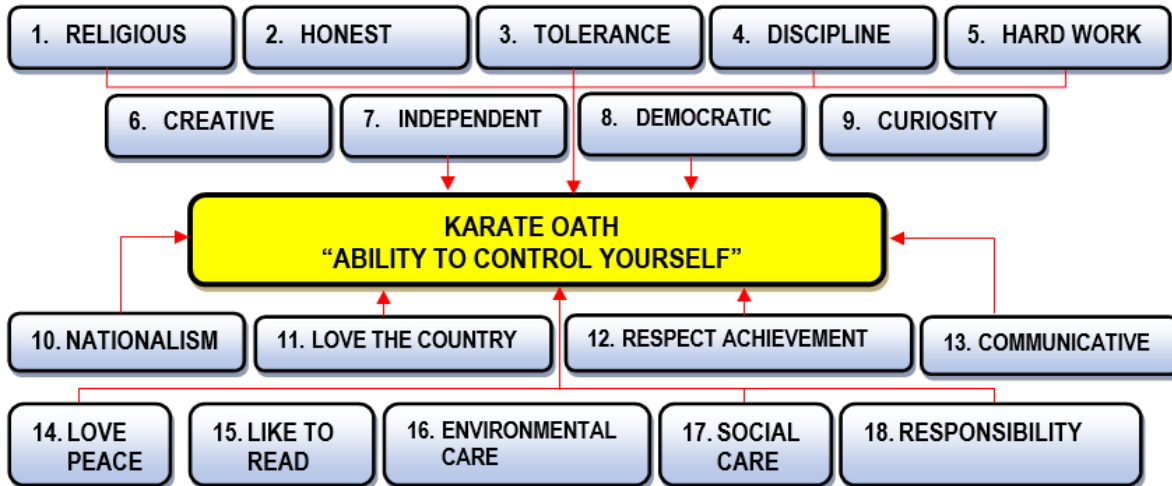 1. RELIGIOUS
2. HONEST
3. TOLERANCE
4. DISCIPLINE
5. HARD WORK
6. CREATIVE
7. INDEPENDENT
8. DEMOCRATIC
9. CURIOSITY
KARATE OATH
“ABILITY TO CONTROL YOURSELF”
10. NATIONALISM
11. LOVE THE COUNTRY
12. RESPECT ACHIEVEMENT
13. COMMUNICATIVE
14. LOVE
PEACE
15. LIKE TO
READ
16. ENVIRONMENTAL
CARE
17. SOCIAL
CARE
18. RESPONSIBILITY